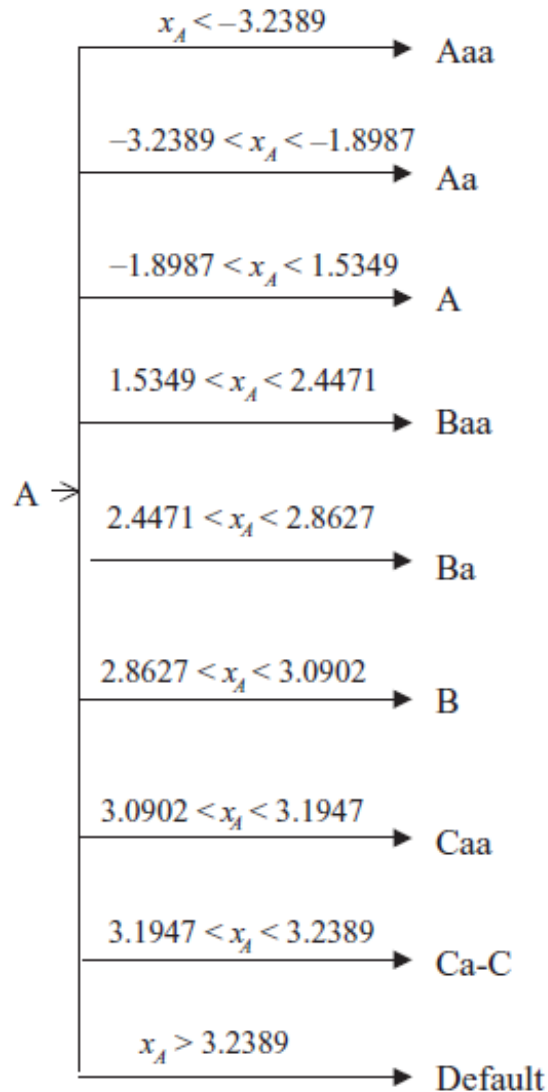 x_A < –3.2389
Aaa
–3.2389 < x_A < –1.8987
Aa
–1.8987 < x_A < 1.5349
A
1.5349 < x_A < 2.4471
Baa
A
2.4471 < x_A < 2.8627
Ba
2.8627 < x_A < 3.0902
B
3.0902 < x_A < 3.1947
Caa
3.1947 < x_A < 3.2389
Ca-C
x_A > 3.2389
Default